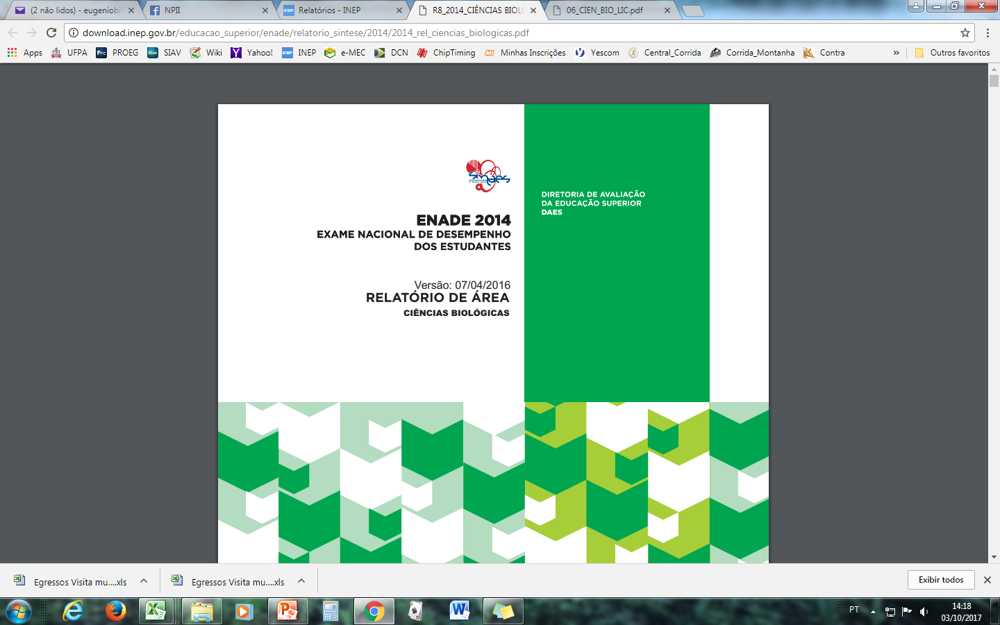 (2 não lidos) - eugeniobi
NPII
Relatórios - INEP
R8_2014_CIÊNCIAS BIOL
06_CIEN_BIO_LIC.pdf
download.inep.gov.br/educacao_superior/enade/relatorio_sintese/2014/2014_rel_ciencias_biologicas.pdf
Apps UFPA PROEG SIAV Wiki Yahoo! INEP e-MEC DCN ChipTiming Minhas Inscrições Yescom Central_Corrida Corrida_Montanha Contra » Outros favoritos
sinaes
DIRETORIA DE AVALIAÇÃO
DA EDUCAÇÃO SUPERIOR
DAES
ENADE 2014
EXAME NACIONAL DE DESEMPENHO
DOS ESTUDANTES
Versão: 07/04/2016
RELATÓRIO DE ÁREA
CIÊNCIAS BIOLÓGICAS
Egressos Visita mu....xls
Egressos Visita mu....xls
Exibir todos
PT
14:18
03/10/2017